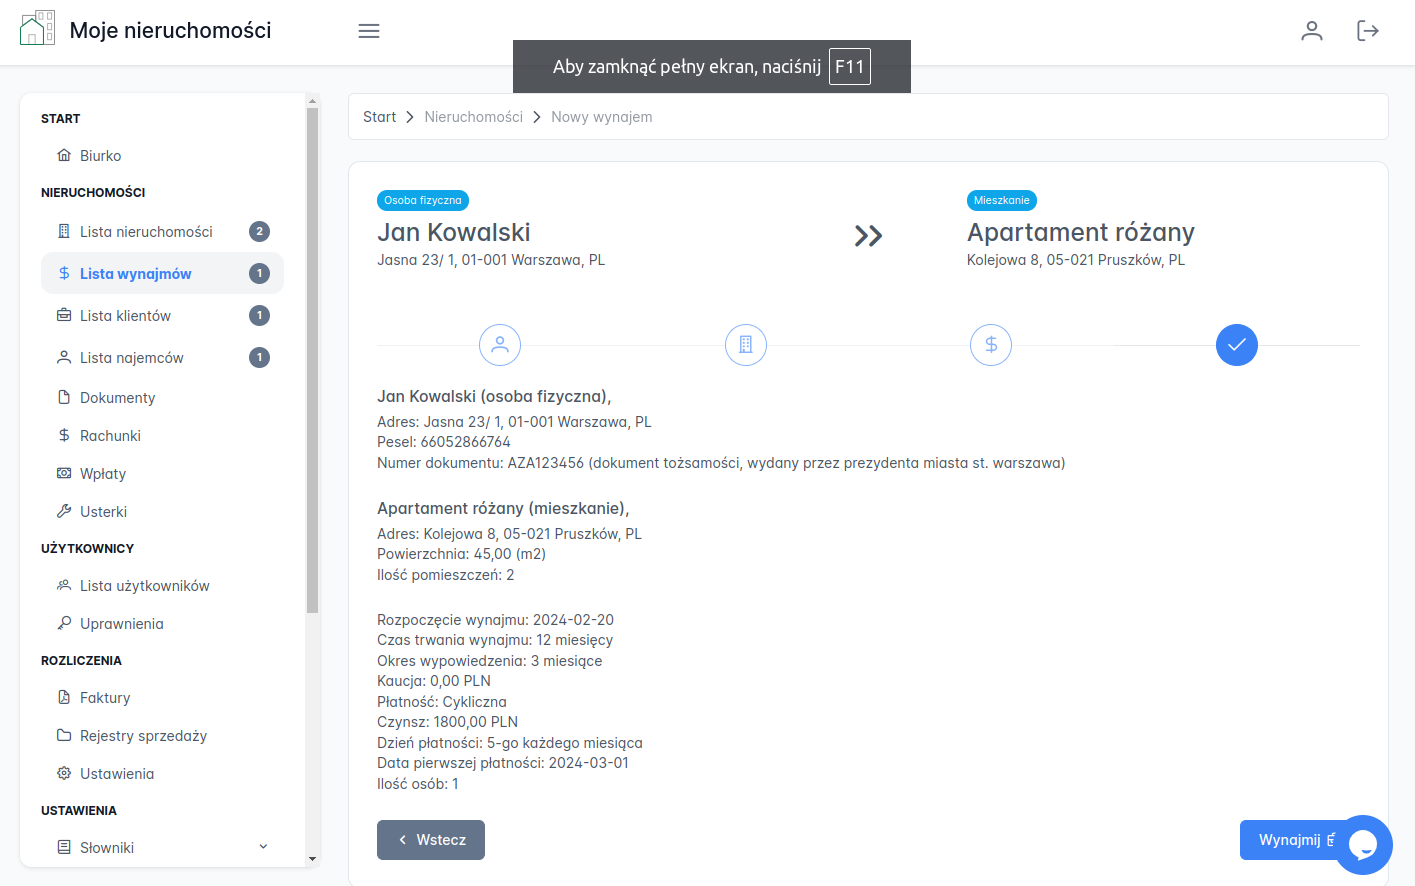 Moje nieruchomości
Aby zamknąć pełny ekran, naciśnij F11
START
Biurko
NIERUCHOMOŚCI
Lista nieruchomości 2
Lista wynajmów 1
Lista klientów 1
Lista najemców 1
Dokumenty
Rachunki
Wpłaty
Usterki
UŻYTKOWNICY
Lista użytkowników
Uprawnienia
ROZLICZENIA
Faktury
Rejestry sprzedaży
Ustawienia
USTAWIENIA
Słowniki
Start > Nieruchomości > Nowy wynajem
Osoba fizyczna
Jan Kowalski
Jasna 23/ 1, 01-001 Warszawa, PL
Mieszkanie
Apartament różany
Kolejowa 8, 05-021 Pruszków, PL
Jan Kowalski (osoba fizyczna),
Adres: Jasna 23/ 1, 01-001 Warszawa, PL
Pesel: 66052866764
Numer dokumentu: AZA123456 (dokument tożsamości, wydany przez prezydenta miasta st. warszawa)
Apartament różany (mieszkanie),
Adres: Kolejowa 8, 05-021 Pruszków, PL
Powierzchnia: 45,00 (m2)
Ilość pomieszczeń: 2
Rozpoczęcie wynajmu: 2024-02-20
Czas trwania wynajmu: 12 miesięcy
Okres wypowiedzenia: 3 miesiące
Kaucja: 0,00 PLN
Płatność: Cykliczna
Czynsz: 1800,00 PLN
Dzień płatności: 5-go każdego miesiąca
Data pierwszej płatności: 2024-03-01
Ilość osób: 1
Wstecz
Wynajmij